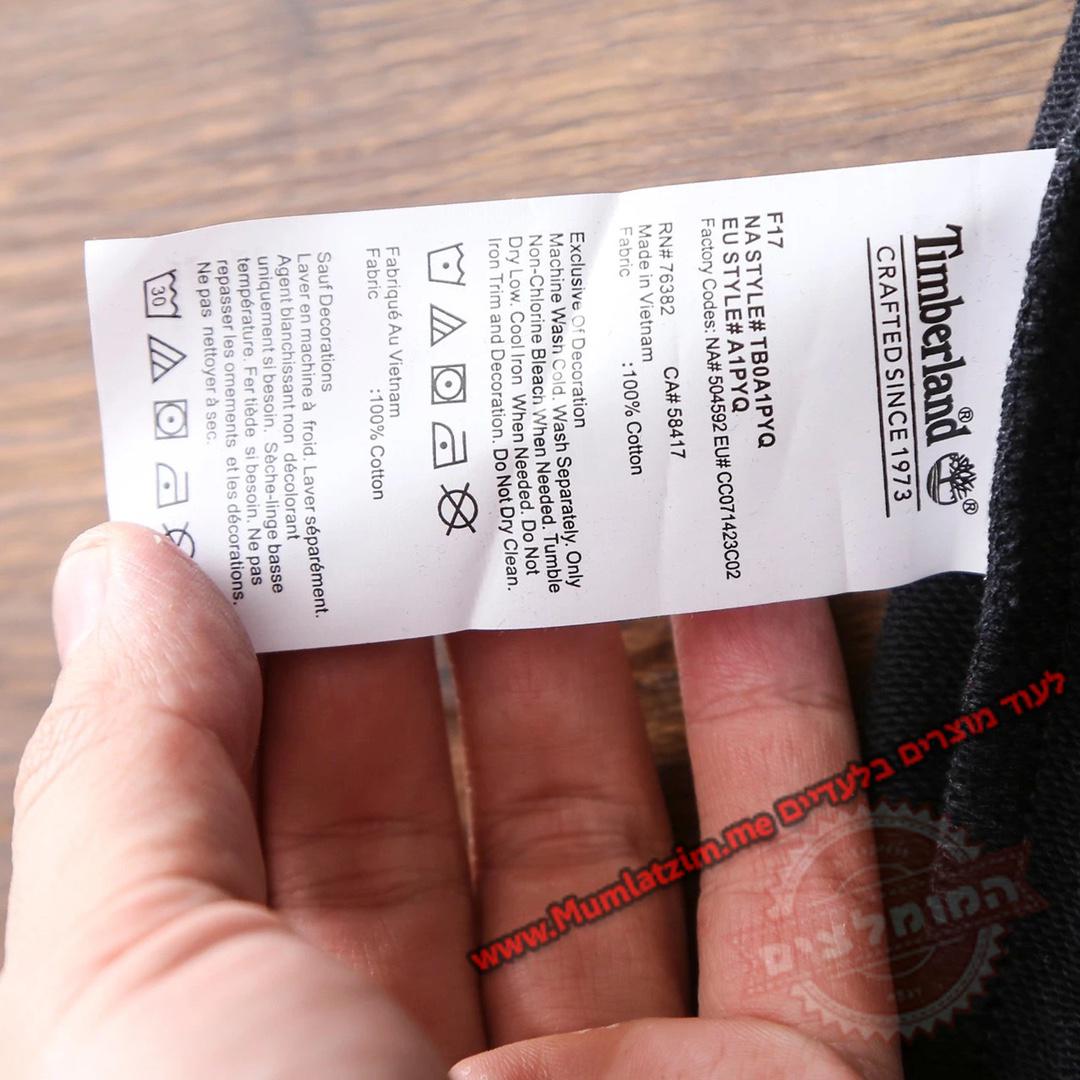 Timberland®
®
CRAFTED SINCE 1973
F17
NA STYLE# TB0A1PYQ
EU STYLE# A1PYQ
Factory Codes: NA# 504592 EU# CC071423C02
RN# 76382 CA# 58417
Made in Vietnam
Fabric :100% Cotton
Exclusive Of Decoration
Machine Wash Cold. Wash Separately. Only
Non-Chlorine Bleach When Needed. Tumble
Dry Low. Cool Iron When Needed. Do Not
Iron Trim and Decoration. Do Not Dry Clean.
Fabriqué Au Vietnam
Fabric :100% Cotton
Sauf Decorations
Laver en machine à froid. Laver séparément.
Agent blanchissant non décolorant
uniquement si besoin. Sèche-linge basse
température. Fer tiède si besoin. Ne pas
repasser les ornements et les décorations.
Ne pas nettoyer à sec.
30
לעוד מוצרים בלעדיים www.Mumlatzim.me
המומלצים